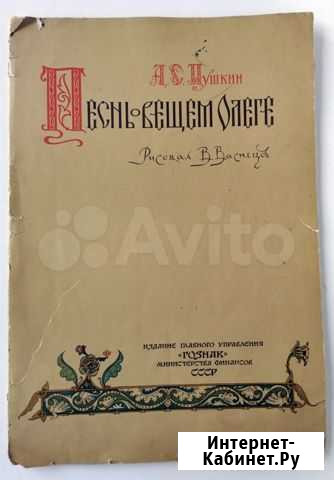 А.С. Пушкин
Песнь о Вещем Олеге
Рисовал В. Васнецов
Avito
ИЗДАНИЕ ГЛАВНОГО УПРАВЛЕНИЯ
«ГОЗНАК»
МИНИСТЕРСТВА ФИНАНСОВ
СССР
Интернет-
Кабинет.Ру